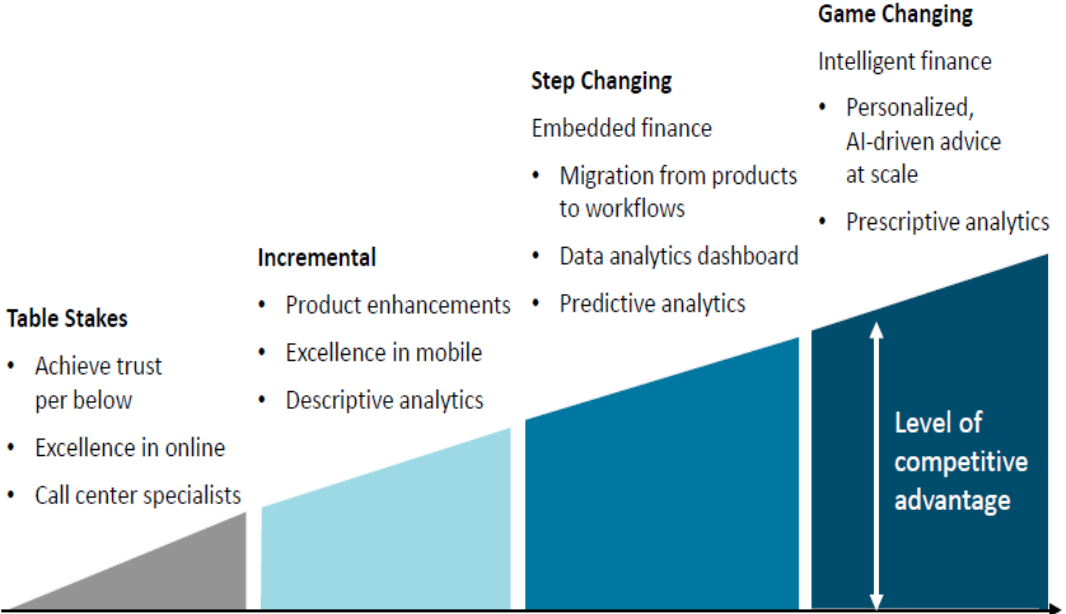 Table Stakes
• Achieve trust
per below
• Excellence in online
• Call center specialists
Incremental
• Product enhancements
• Excellence in mobile
• Descriptive analytics
Step Changing
Embedded finance
• Migration from products
to workflows
• Data analytics dashboard
• Predictive analytics
Game Changing
Intelligent finance
• Personalized,
AI-driven advice
at scale
• Prescriptive analytics
Level of
competitive
advantage